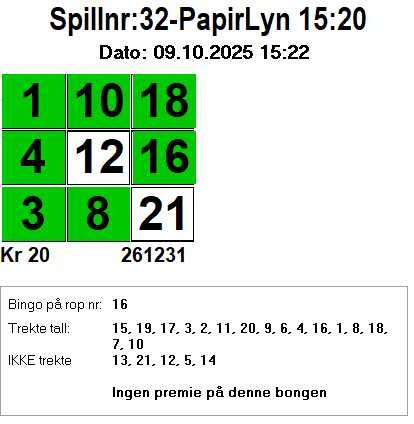 Spillnr:32-PapirLyn 15:20
Dato: 09.10.2025 15:22
1 10 18
4 12 16
3 8 21
Kr 20 261231
Bingo på rop nr: 16
Trekte tall: 15, 19, 17, 3, 2, 11, 20, 9, 6, 4, 16, 1, 8, 18,
7, 10
IKKE trekte 13, 21, 12, 5, 14
Ingen premie på denne bongen